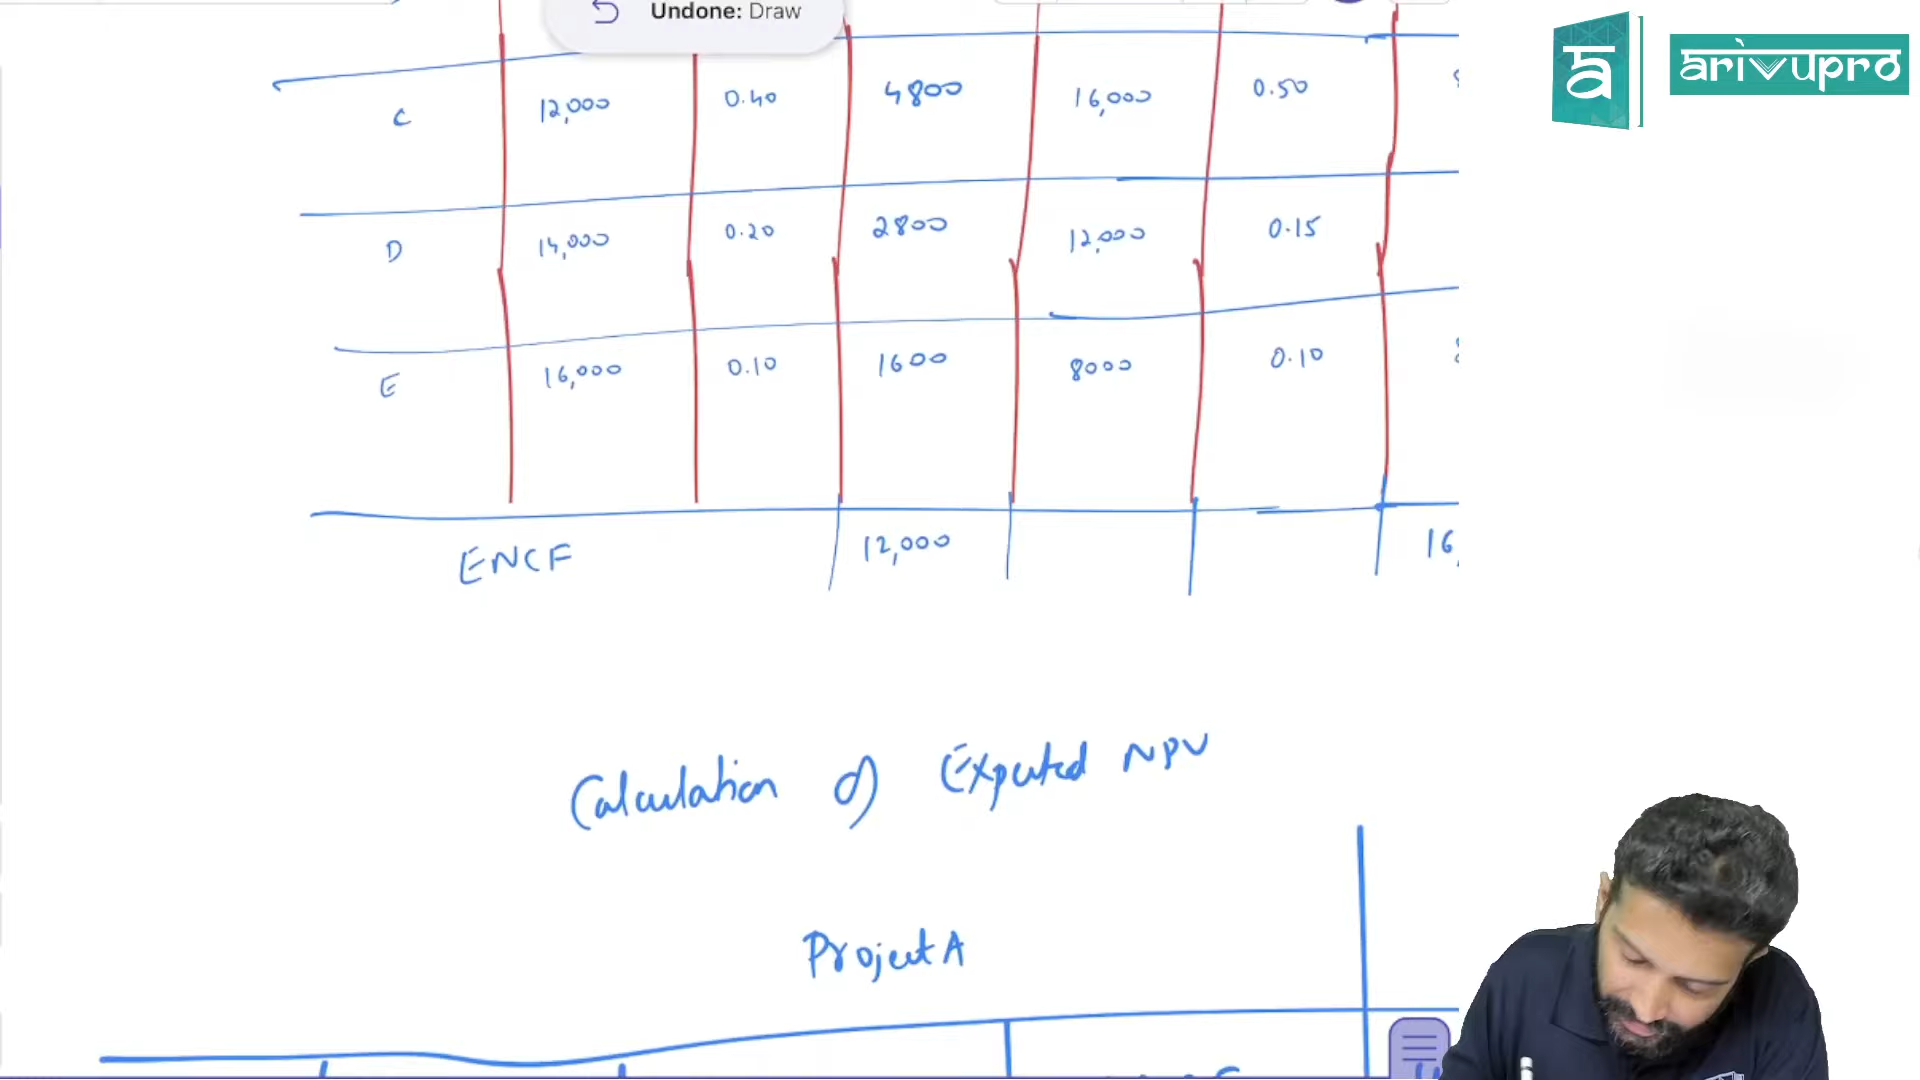 Undone: Draw
ā arivupro
C 12,000 0.40 4800 16,000 0.50
D 14,000 0.20 2800 12,000 0.15
E 16,000 0.10 1600 8000 0.10
ENCF 12,000 16,
Calculation of Expected NPV
Project A